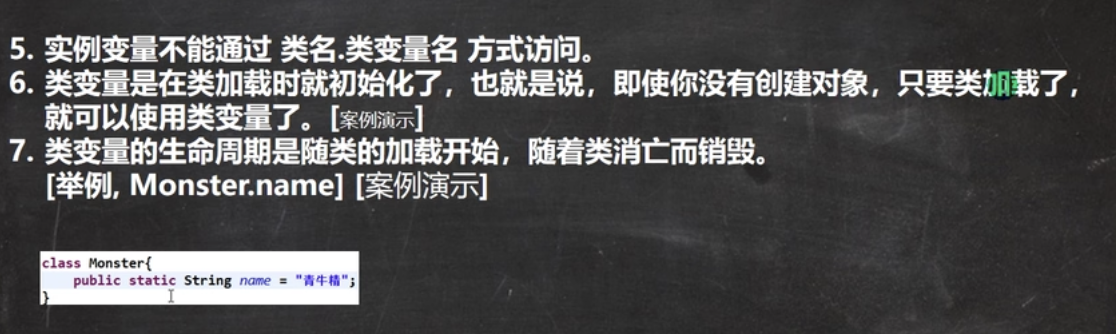 5. 实例变量不能通过 类名.类变量名 方式访问。
6. 类变量是在类加载时就初始化了，也就是说，即使你没有创建对象，只要类加载了，
就可以使用类变量了。[案例演示]
7. 类变量的生命周期是随类的加载开始，随着类消亡而销毁。
[举例, Monster.name] [案例演示]
class Monster{
public static String name = "青牛精";
}